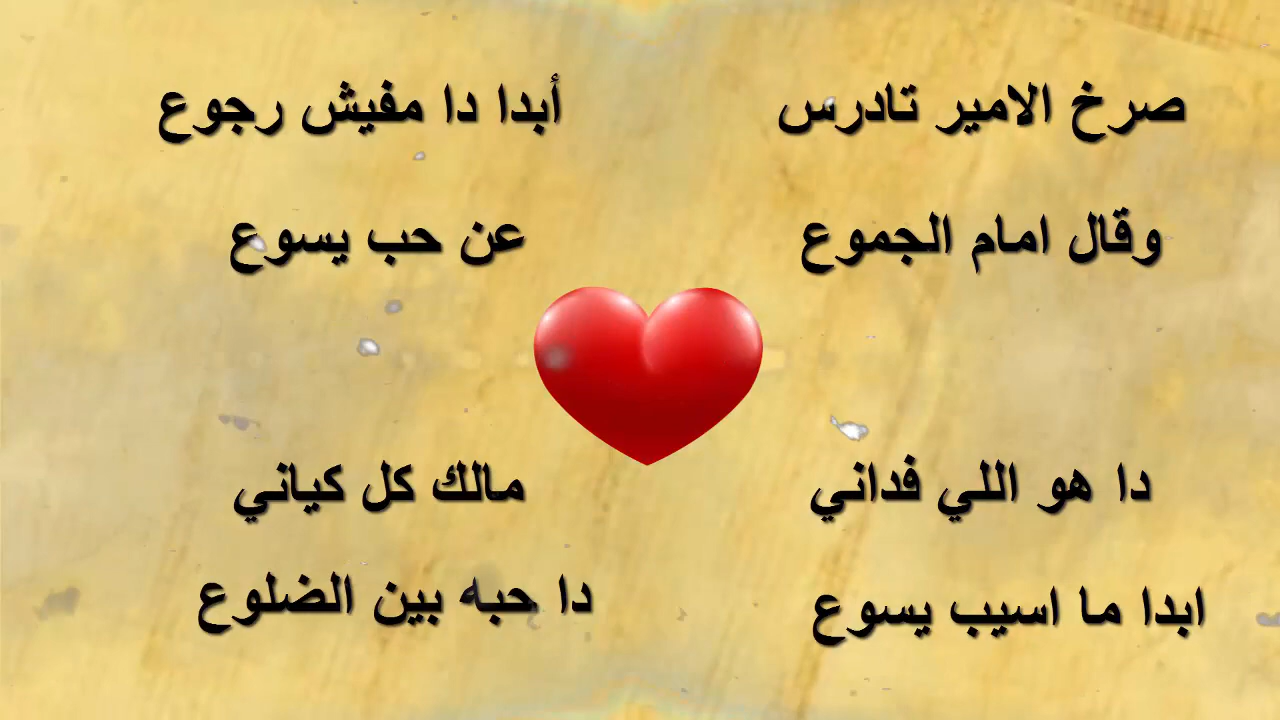 صرخ الامير تادرس
وقال امام الجموع
أبدا دا مفيش رجوع
عن حب يسوع
دا هو اللي فداني
ابدا ما اسيب يسوع
مالك كل كياني
دا حبه بين الضلوع